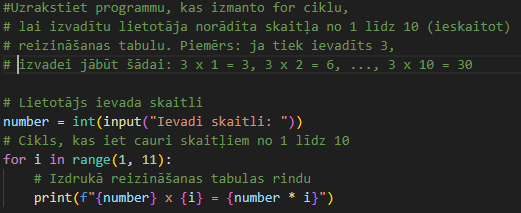 #Uzrakstiet programmu, kas izmanto for ciklu,
# lai izvadītu lietotāja norādīta skaitļa no 1 līdz 10 (ieskaitot)
# reizināšanas tabulu. Piemērs: ja tiek ievadīts 3,
# izvadei jābūt šādai: 3 x 1 = 3, 3 x 2 = 6, ..., 3 x 10 = 30
# Lietotājs ievada skaitli
number = int(input("Ievadi skaitli: "))
# Cikls, kas iet cauri skaitļiem no 1 līdz 10
for i in range(1, 11):
    # Izdrukā reizināšanas tabulas rindu
    print(f"{number} x {i} = {number * i}")